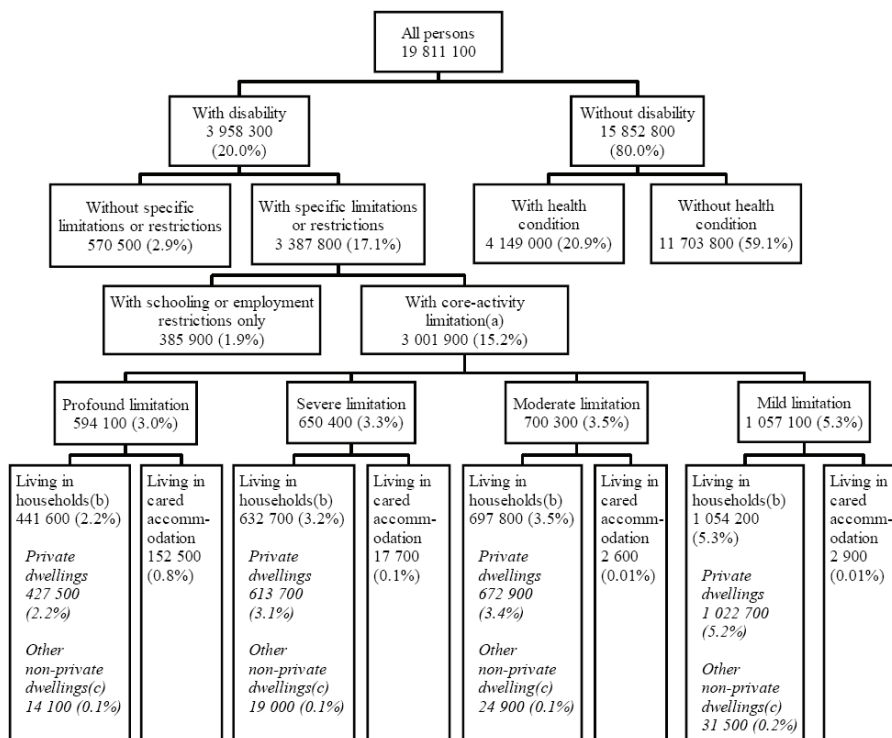 All persons
19 811 100
With disability
3 958 300
(20.0%)
Without disability
15 852 800
(80.0%)
Without specific
limitations or restrictions
570 500 (2.9%)
With specific limitations
or restrictions
3 387 800 (17.1%)
With health
condition
4 149 000 (20.9%)
Without health
condition
11 703 800 (59.1%)
With schooling or employment
restrictions only
385 900 (1.9%)
With core-activity
limitation(a)
3 001 900 (15.2%)
Profound limitation
594 100 (3.0%)
Severe limitation
650 400 (3.3%)
Moderate limitation
700 300 (3.5%)
Mild limitation
1 057 100 (5.3%)
Living in
households(b)
441 600 (2.2%)
Private
dwellings
427 500
(2.2%)
Other
non-private
dwellings(c)
14 100 (0.1%)
Living in
cared
accomm-
odation
152 500
(0.8%)
Living in
households(b)
632 700 (3.2%)
Private
dwellings
613 700
(3.1%)
Other
non-private
dwellings(c)
19 000 (0.1%)
Living in
cared
accomm-
odation
17 700
(0.1%)
Living in
households(b)
697 800 (3.5%)
Private
dwellings
672 900
(3.4%)
Other
non-private
dwelling(c)
24 900 (0.1%)
Living in
cared
accomm-
odation
2 600
(0.01%)
Living in
households(b)
1 054 200
(5.3%)
Private
dwellings
1 022 700
(5.2%)
Other
non-private
dwellings(c)
31 500 (0.2%)
Living in
cared
accomm-
odation
2 900
(0.01%)